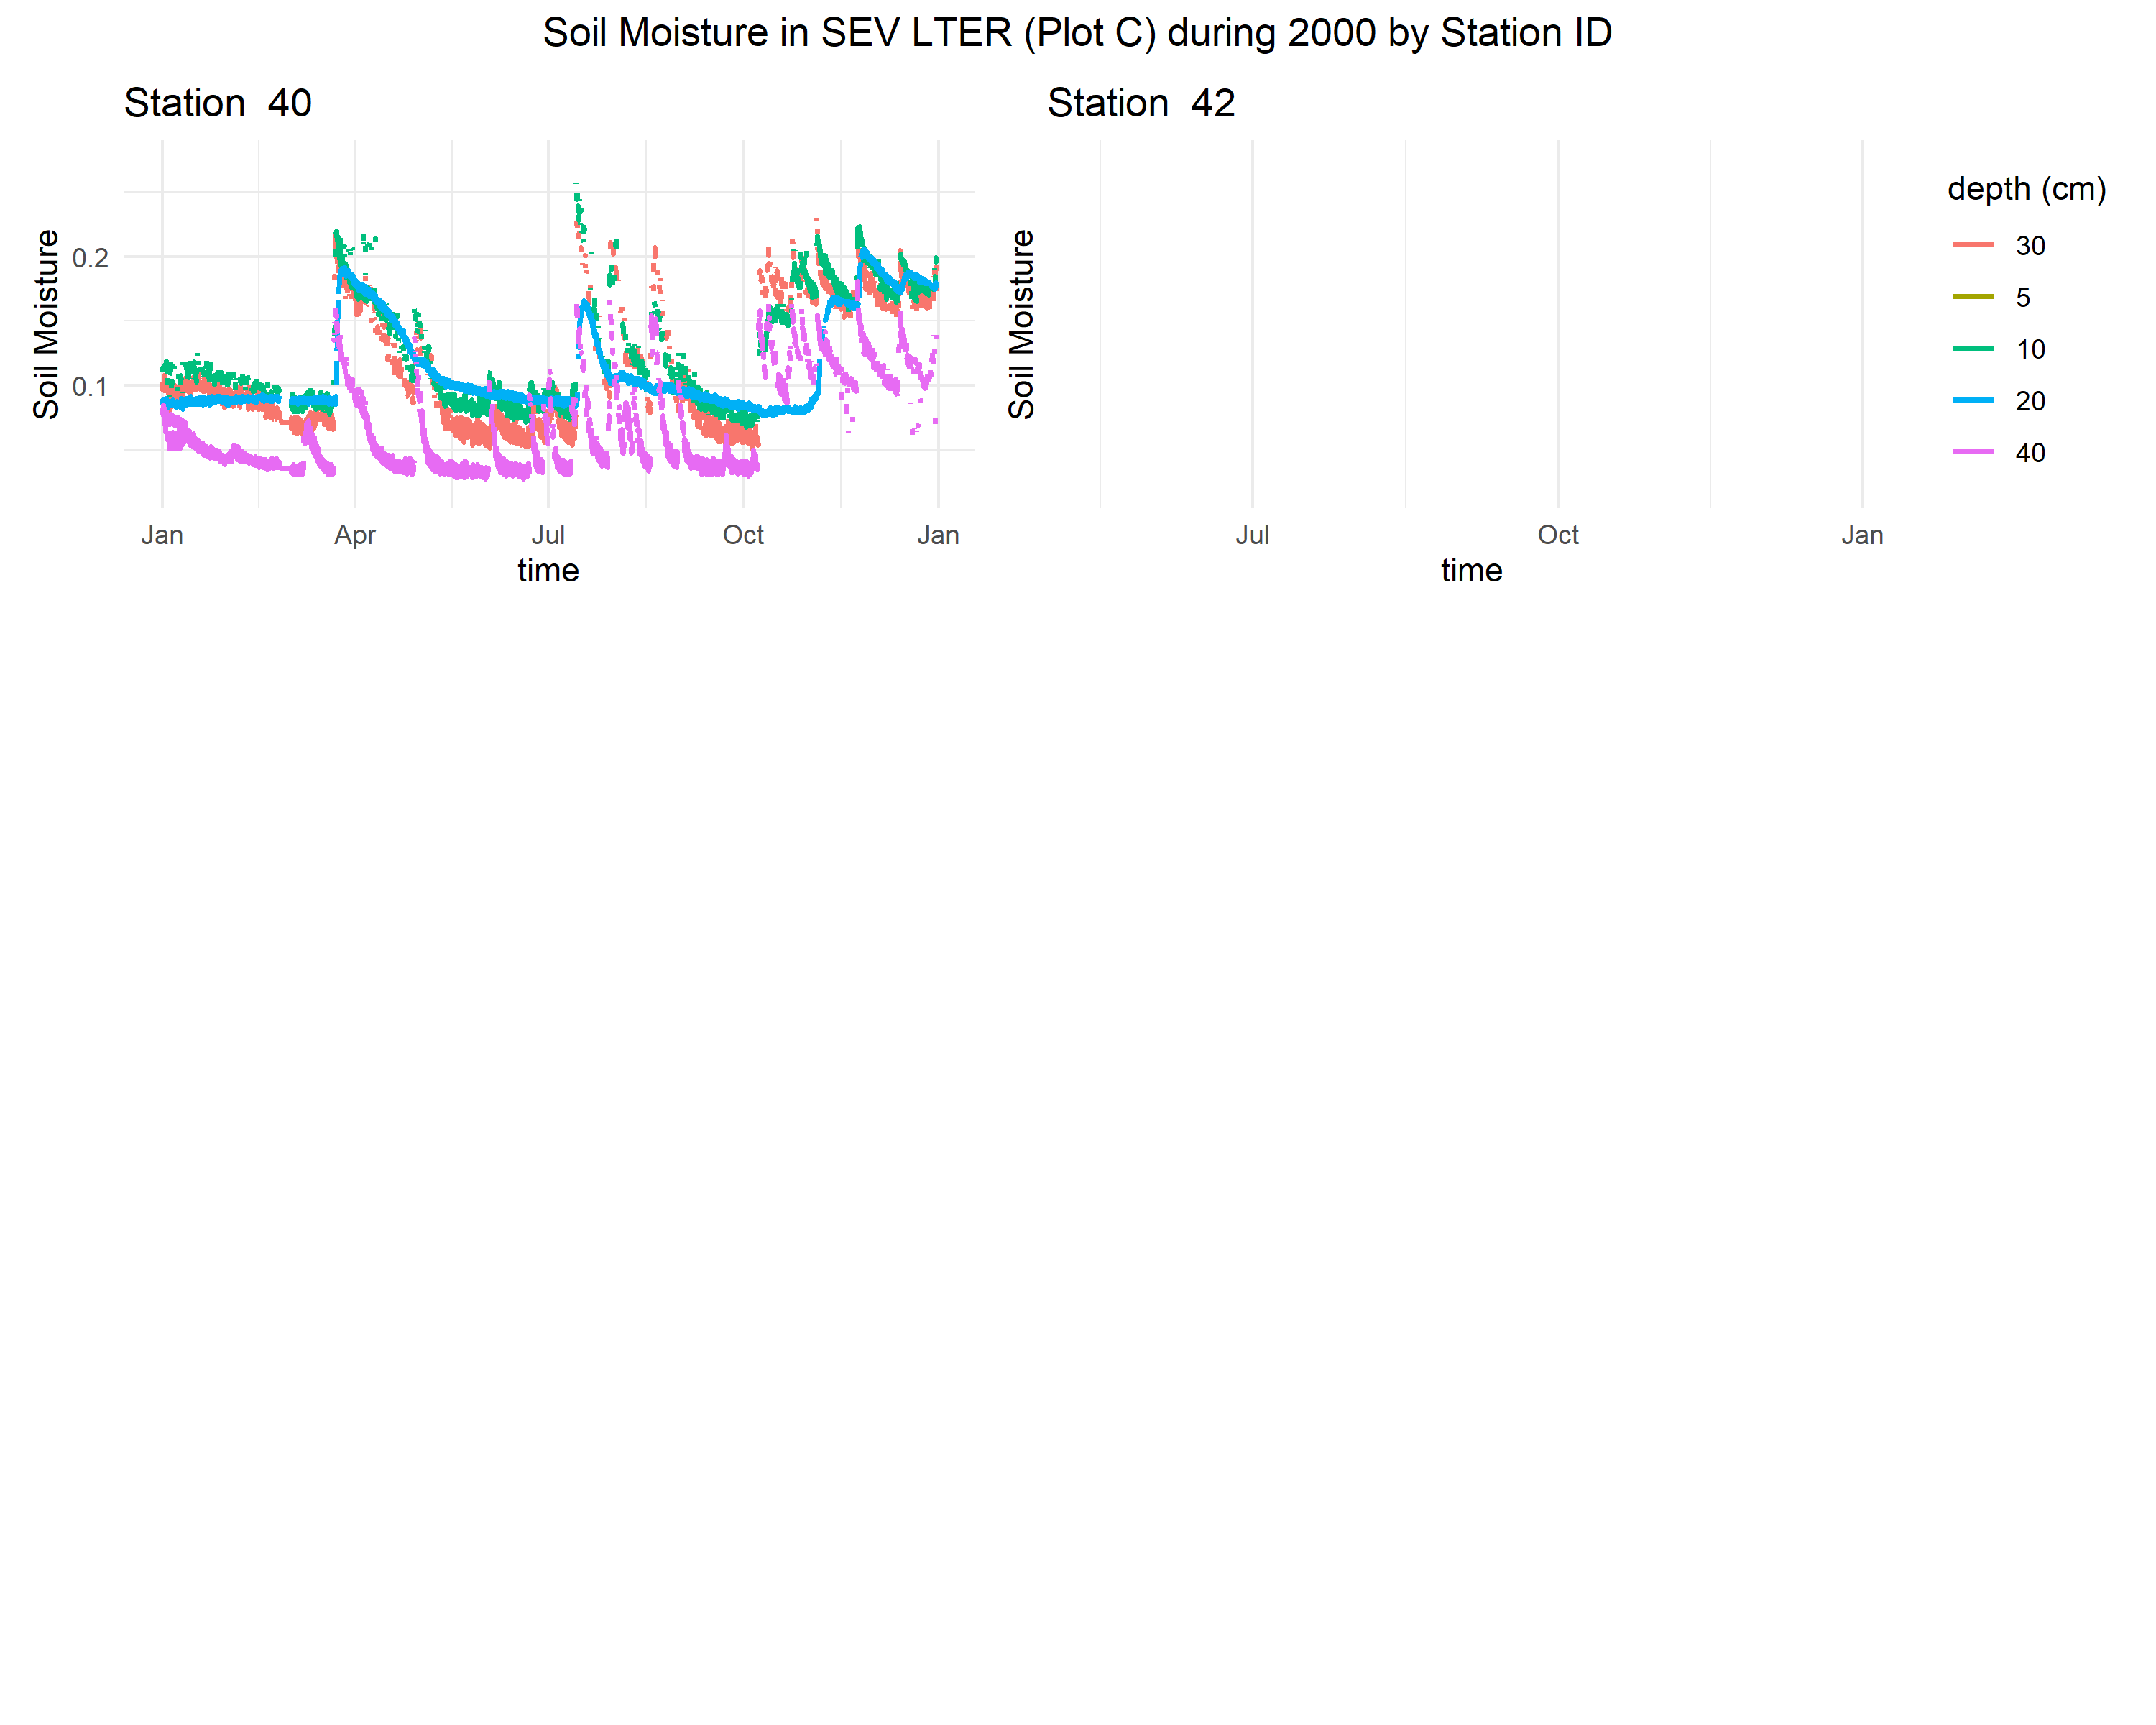 Soil Moisture in SEV LTER (Plot C) during 2000 by Station ID
Station  40
Soil Moisture
0.2
0.1
Jan Apr Jul Oct Jan
time
Station  42
Soil Moisture
Jul Oct Jan
time
depth (cm)
30
5
10
20
40